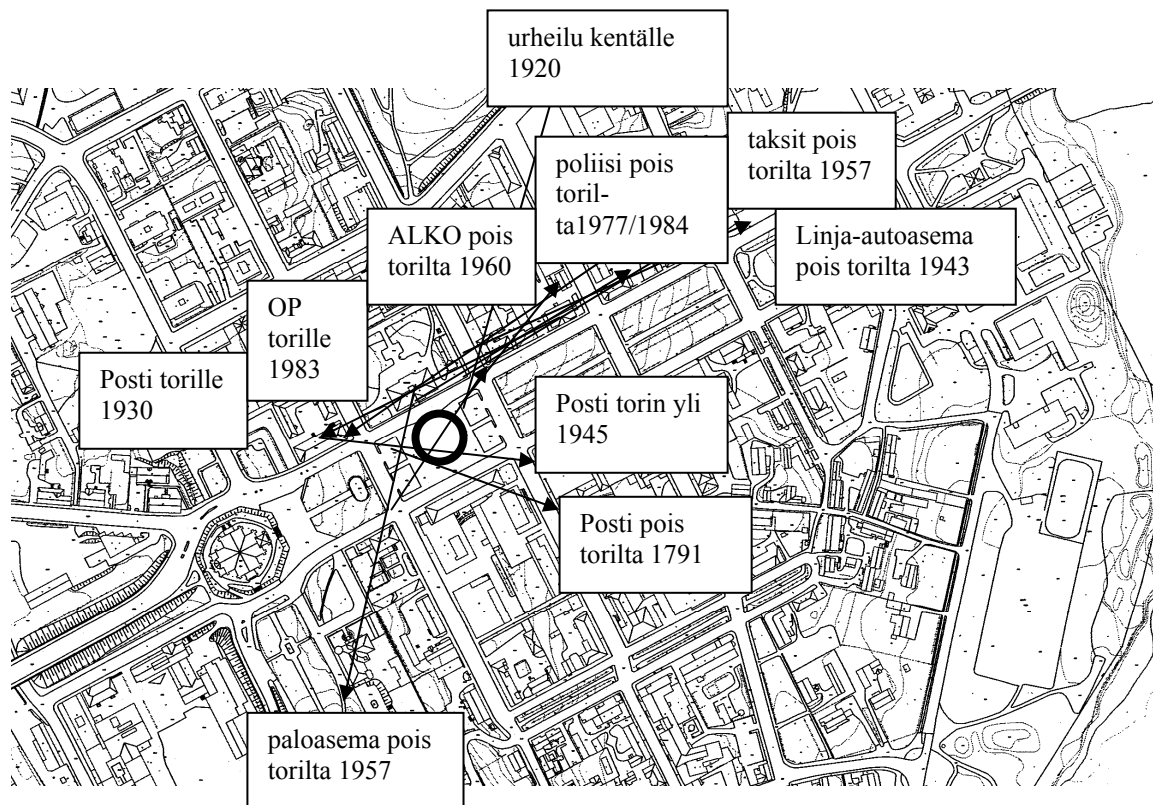 urheilu kentälle
1920
taksit pois
torilta 1957
poliisi pois
toril-
ta1977/1984
ALKO pois
torilta 1960
Linja-autoasema
pois torilta 1943
OP
torille
1983
Posti torille
1930
Posti torin yli
1945
Posti pois
torilta 1791
paloasema pois
torilta 1957